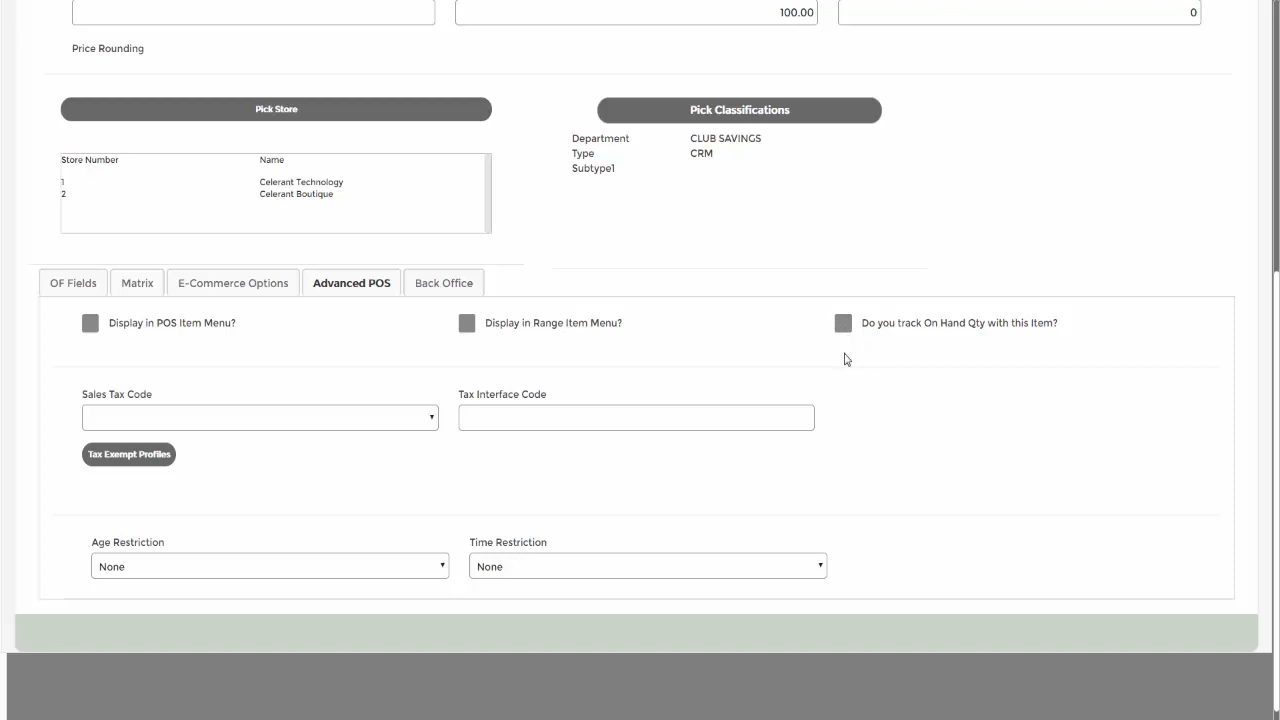 100.00
0
Price Rounding
Pick Store
Pick Classifications
Department CLUB SAVINGS
Type CRM
Subtype1
Store Number Name
1 Celerant Technology
2 Celerant Boutique
OF Fields Matrix E-Commerce Options Advanced POS Back Office
Display in POS Item Menu? Display in Range Item Menu? Do you track On Hand Qty with this Item?
Sales Tax Code Tax Interface Code
Tax Exempt Profiles
Age Restriction Time Restriction
None None